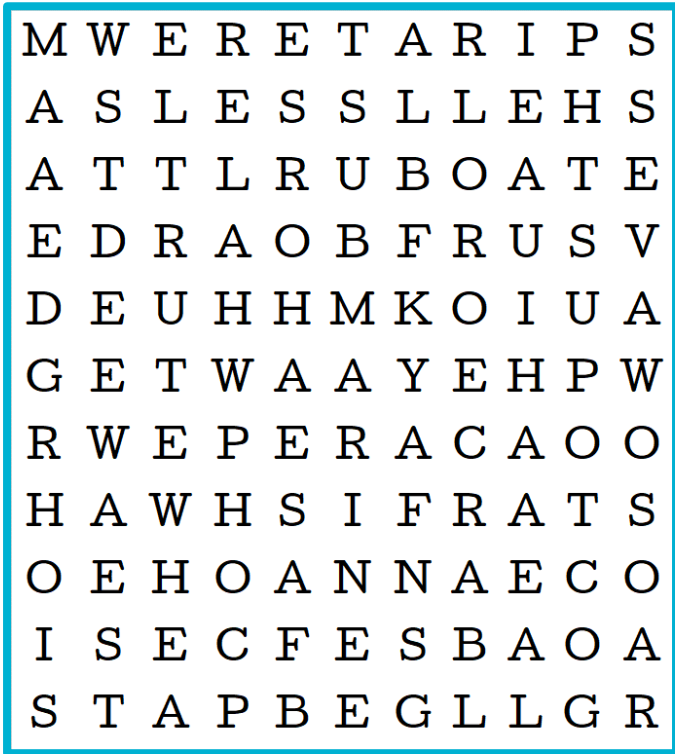 M W E R E T A R I P S
A S L E S S L L E H S
A T T L R U B O A T E
E D R A O B F R U S V
D E U H H M K O I U A
G E T W A A Y E H P W
R W E P E R A C A O O
H A W H S I F R A T S
O E H O A N N A E C O
I S E C F E S B A O A
S T A P B E G L L G R